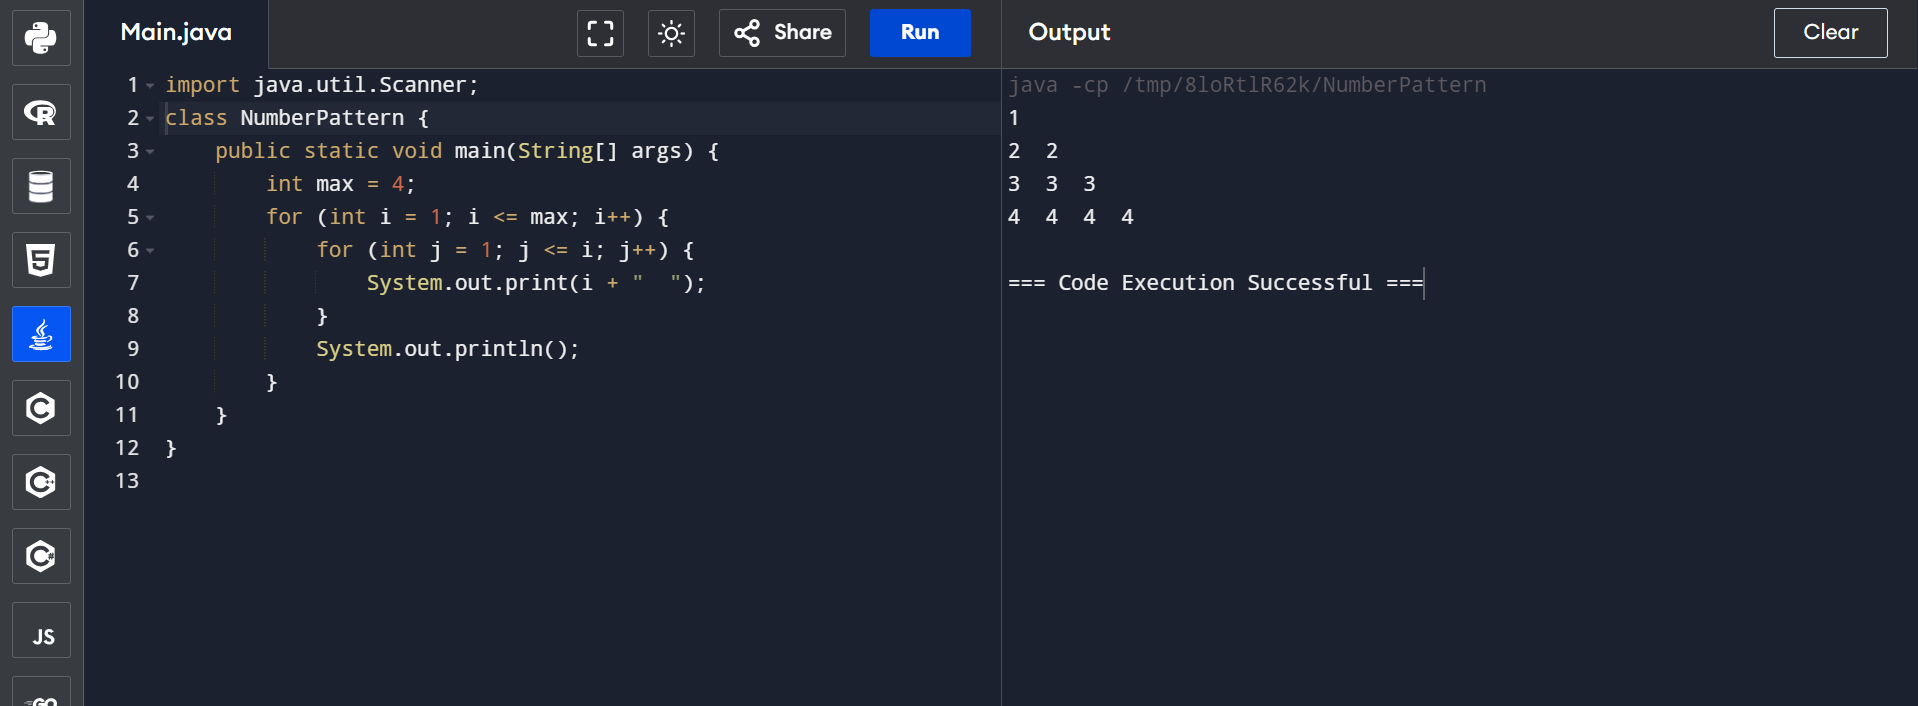 Main.java
Share
Run
Output
Clear
1 import java.util.Scanner;
2 class NumberPattern {
3     public static void main(String[] args) {
4         int max = 4;
5         for (int i = 1; i <= max; i++) {
6             for (int j = 1; j <= i; j++) {
7                 System.out.print(i + "  ");
8             }
9             System.out.println();
10         }
11     }
12 }
13
java -cp /tmp/8loRtlR62k/NumberPattern
1
2  2
3  3  3
4  4  4  4
=== Code Execution Successful ===
R
5
C
C++
C#
JS
GO